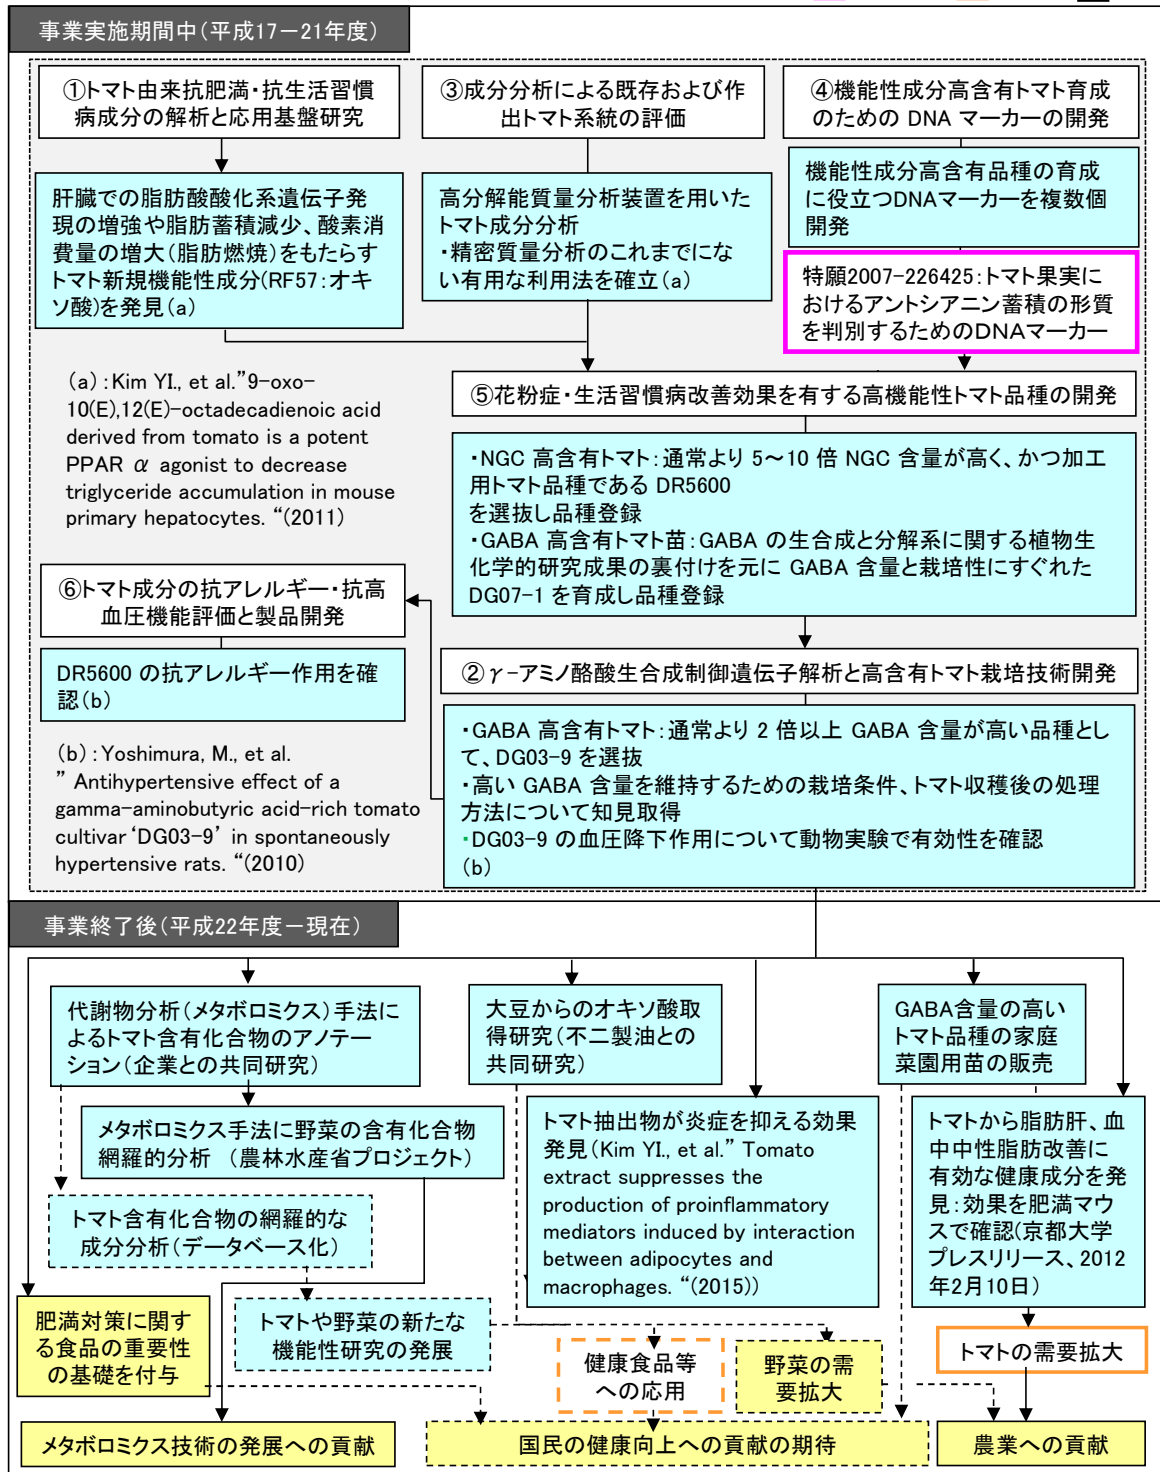 事業実施期間中(平成17－21年度)
①トマト由来抗肥満・抗生活習慣
病成分の解析と応用基盤研究
③成分分析による既存および作
出トマト系統の評価
④機能性成分高含有トマト育成
のための DNA マーカーの開発
肝臓での脂肪酸酸化系遺伝子発
現の増強や脂肪蓄積減少、酸素消
費量の増大(脂肪燃焼)をもたらす
トマト新規機能性成分(RF57:オキ
ソ酸)を発見(a)
高分解能質量分析装置を用いた
トマト成分分析
・精密質量分析のこれまでにな
い有用な利用法を確立(a)
機能性成分高含有品種の育成
に役立つDNAマーカーを複数個
開発
特願2007-226425:トマト果実に
おけるアントシアニン蓄積の形質
を判別するためのDNAマーカー
(a):Kim YI., et al.”9-oxo-
10(E),12(E)-octadecadienoic acid
derived from tomato is a potent
PPAR α agonist to decrease
triglyceride accumulation in mouse
primary hepatocytes. “(2011)
⑤花粉症・生活習慣病改善効果を有する高機能性トマト品種の開発
・NGC 高含有トマト:通常より 5～10 倍 NGC 含量が高く、かつ加工
用トマト品種である DR5600
を選抜し品種登録
・GABA 高含有トマト苗:GABA の生合成と分解系に関する植物生
化学的研究成果の裏付けを元に GABA 含量と栽培性にすぐれた
DG07-1 を育成し品種登録
⑥トマト成分の抗アレルギー・抗高
血圧機能評価と製品開発
DR5600 の抗アレルギー作用を確
認(b)
(b):Yoshimura, M., et al.
” Antihypertensive effect of a
gamma-aminobutyric acid-rich tomato
cultivar ‘DG03-9’ in spontaneously
hypertensive rats. “(2010)
②γ-アミノ酪酸生合成制御遺伝子解析と高含有トマト栽培技術開発
・GABA 高含有トマト:通常より 2 倍以上 GABA 含量が高い品種とし
て、DG03-9 を選抜
・高い GABA 含量を維持するための栽培条件、トマト収穫後の処理
方法について知見取得
・DG03-9 の血圧降下作用について動物実験で有効性を確認
(b)
事業終了後(平成22年度－現在)
代謝物分析(メタボロミクス)手法に
よるトマト含有化合物のアノテー
ション(企業との共同研究)
大豆からのオキソ酸取
得研究(不二製油との
共同研究)
GABA含量の高い
トマト品種の家庭
菜園用苗の販売
メタボロミクス手法に野菜の含有化合物
網羅的分析 (農林水産省プロジェクト)
トマト抽出物が炎症を抑える効果
発見(Kim YI., et al.” Tomato
extract suppresses the
production of proinflammatory
mediators induced by interaction
between adipocytes and
macrophages. “(2015))
トマトから脂肪肝、血
中中性脂肪改善に
有効な健康成分を発
見:効果を肥満マウ
スで確認(京都大学
プレスリリース、2012
年2月10日)
トマト含有化合物の網羅的な
成分分析(データベース化)
肥満対策に関す
る食品の重要性
の基礎を付与
トマトや野菜の新たな
機能性研究の発展
健康食品等
への応用
野菜の需
要拡大
トマトの需要拡大
メタボロミクス技術の発展への貢献
国民の健康向上への貢献の期待
農業への貢献